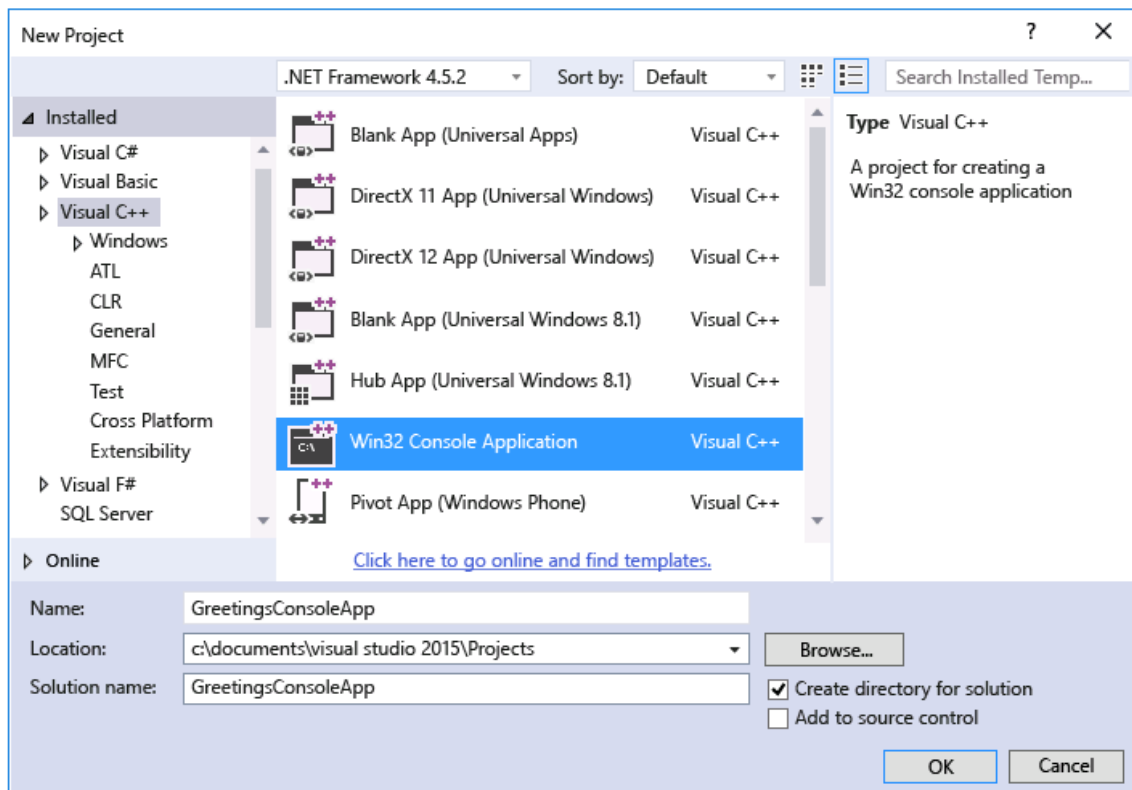 New Project
?
.NET Framework 4.5.2
Sort by:
Default
Search Installed Temp...
Installed
Visual C#
Visual Basic
Visual C++
Windows
ATL
CLR
General
MFC
Test
Cross Platform
Extensibility
Visual F#
SQL Server
Online
Blank App (Universal Apps) Visual C++
DirectX 11 App (Universal Windows) Visual C++
DirectX 12 App (Universal Windows) Visual C++
Blank App (Universal Windows 8.1) Visual C++
Hub App (Universal Windows 8.1) Visual C++
C:\
Win32 Console Application Visual C++
Pivot App (Windows Phone) Visual C++
Click here to go online and find templates.
Type Visual C++
A project for creating a
Win32 console application
Name: GreetingsConsoleApp
Location: c:\documents\visual studio 2015\Projects
Browse...
Solution name: GreetingsConsoleApp
Create directory for solution
Add to source control
OK
Cancel